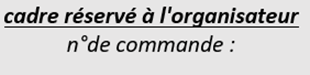 cadre réservé à l'organisateur
n°de commande :